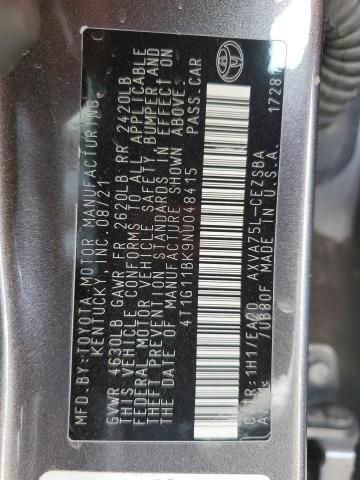 MFD. BY:TOYOTA MOTOR MANUFACTURING,
KENTUCKY, INC. 08/21 C
GVWR 4630LB GAWR FR 2620LB RR 2420LB
THIS VEHICLE CONFORMS TO ALL APPLICABLE
FEDERAL MOTOR VEHICLE SAFETY, BUMPER AND
THEFT PREVENTION STANDARDS IN EFFECT ON
THE DATE OF MANUFACTURE SHOWN ABOVE.
4T1G11BK9NU048415 PASS.CAR
C/TR: 1H1/EA20 AXVA75L-CEZSBA
A/TM: /UB80F MADE IN U.S.A. 1728